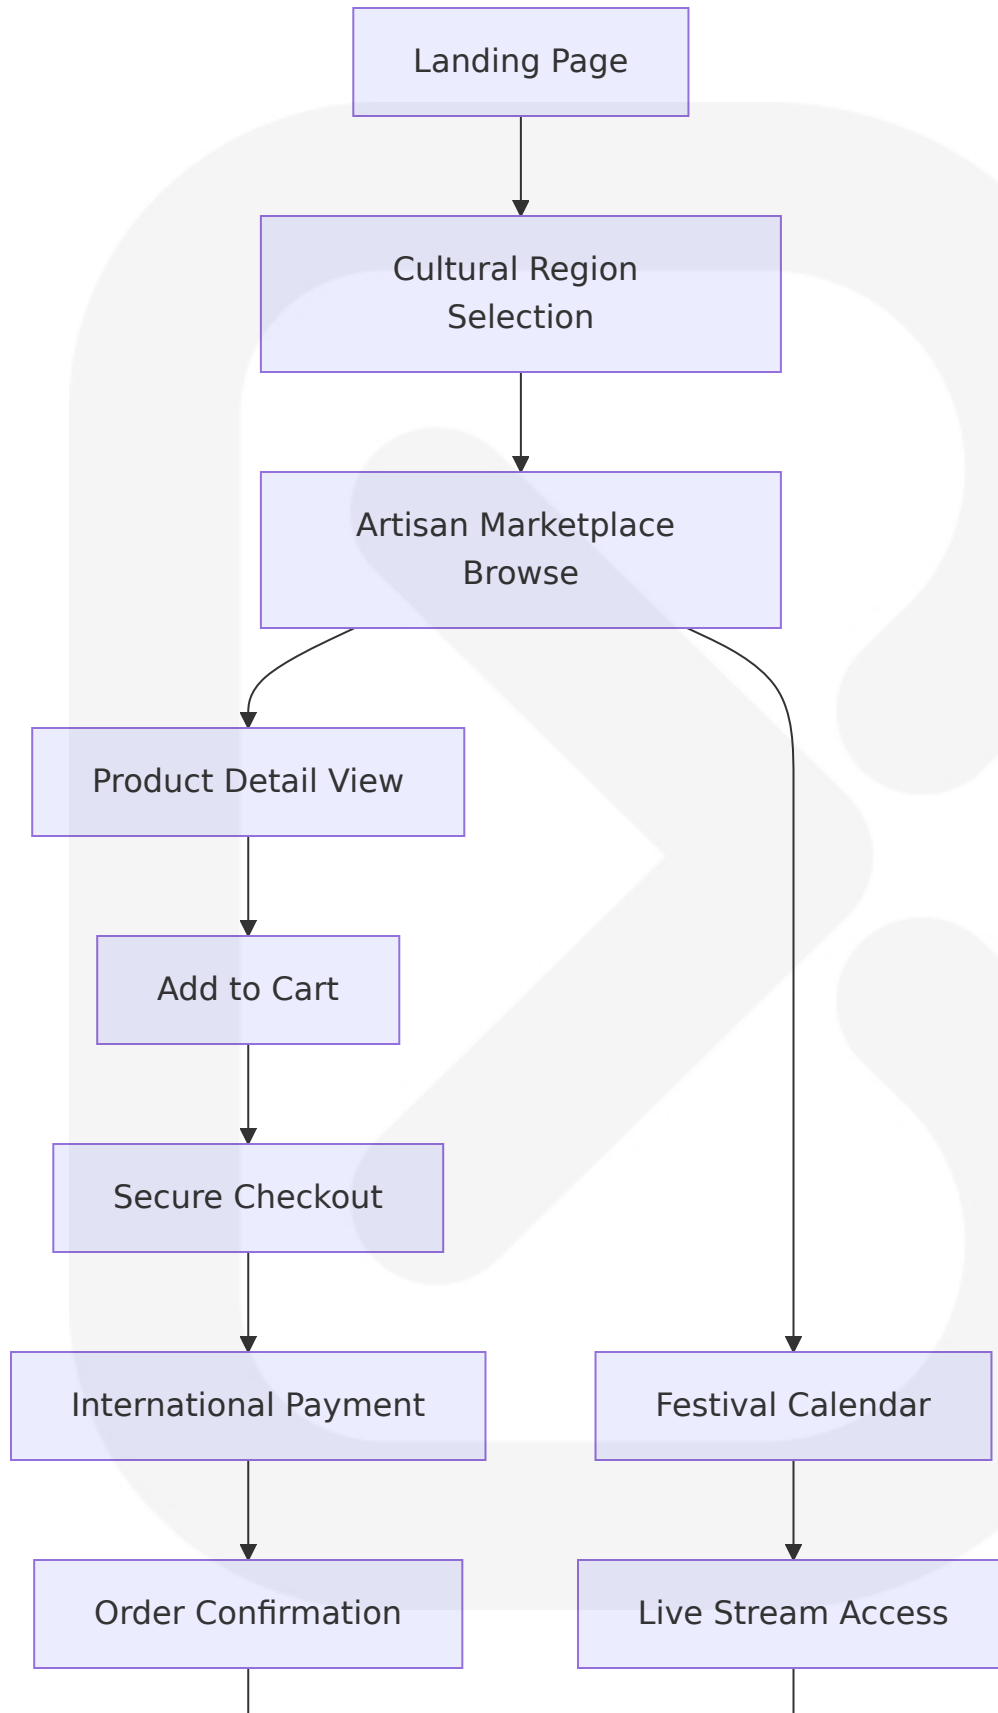 Landing Page
Cultural Region
Selection
Artisan Marketplace
Browse
Product Detail View
Add to Cart
Secure Checkout
International Payment
Festival Calendar
Order Confirmation
Live Stream Access